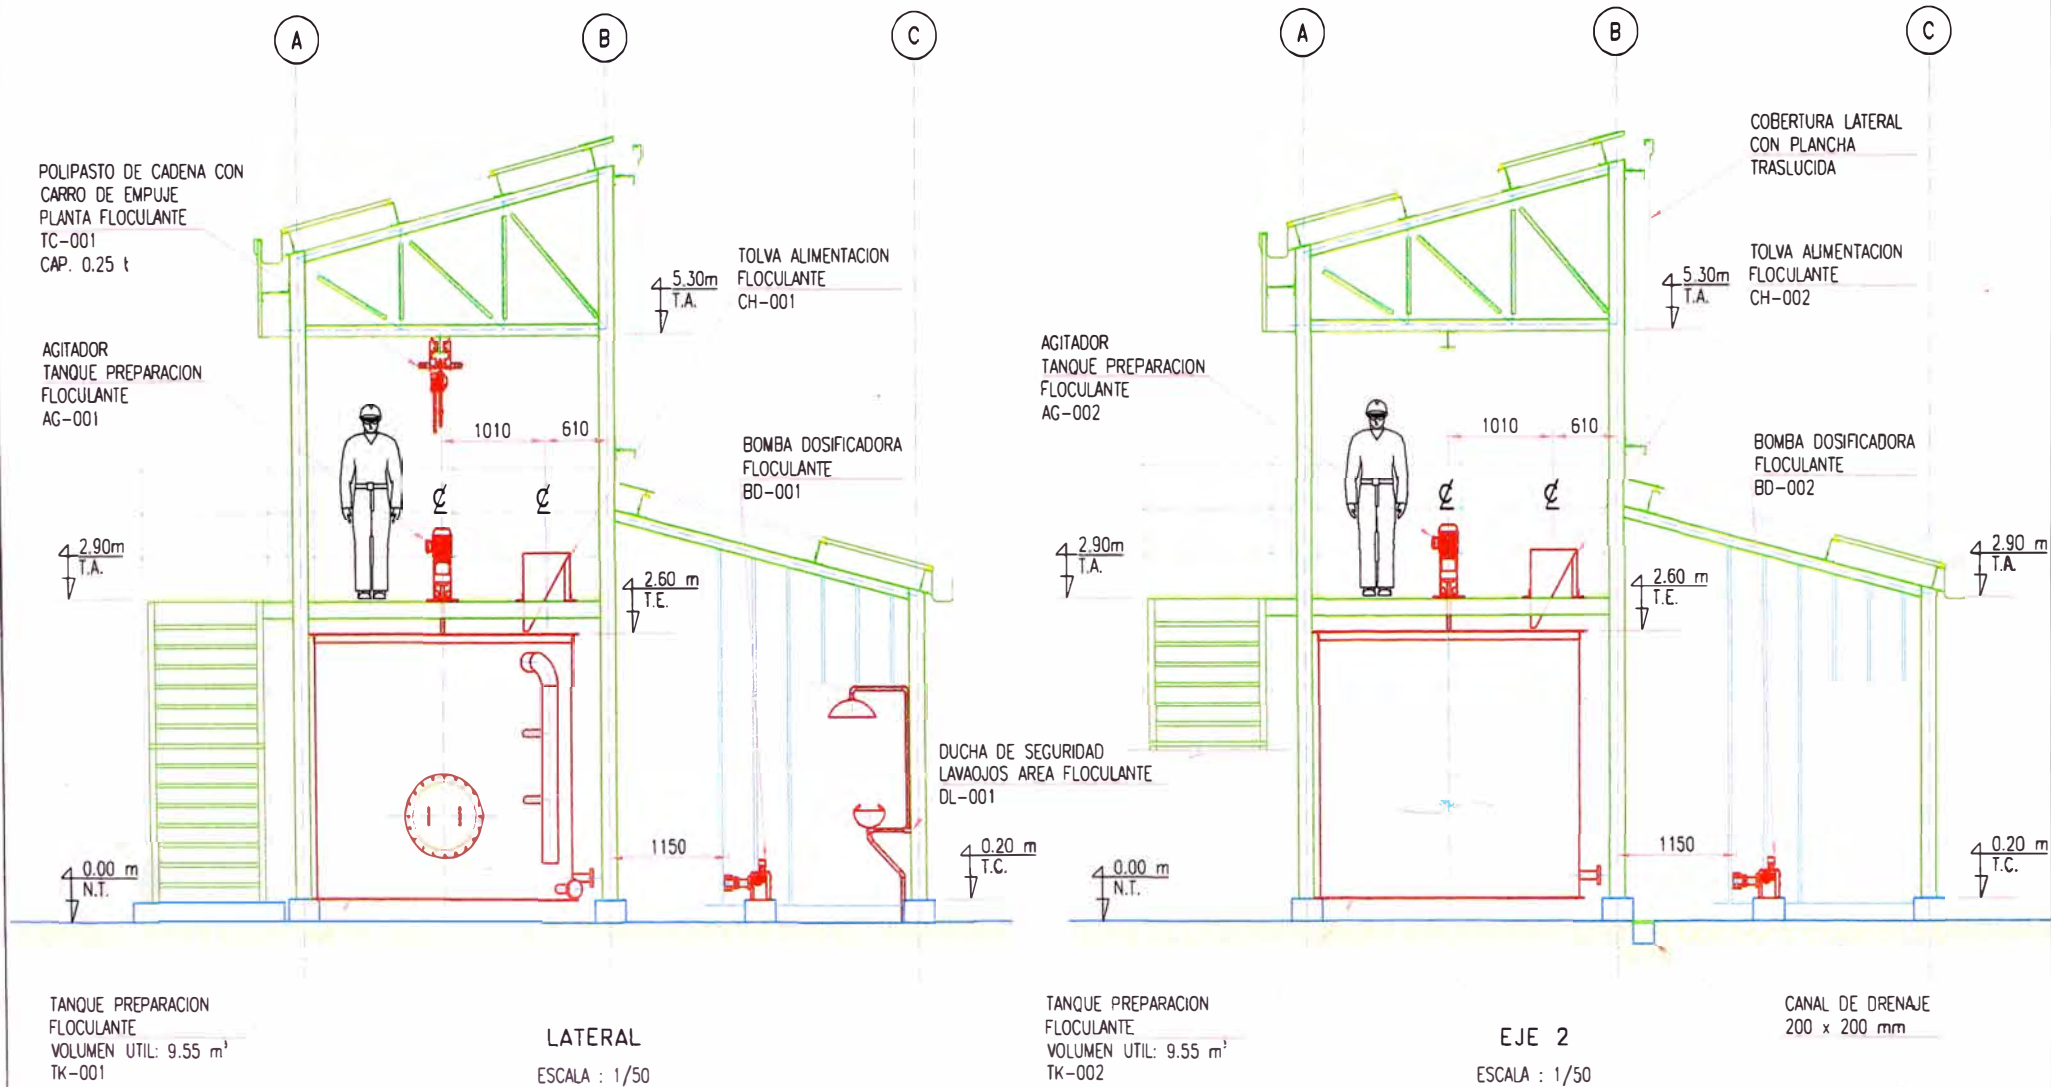 A
B
C
POLIPASTO DE CADENA CON
CARRO DE EMPUJE
PLANTA FLOCULANTE
TC-001
CAP. 0.25 t
5.30m
T.A.
TOLVA ALIMENTACION
FLOCULANTE
CH-001
AGITADOR
TANQUE PREPARACION
FLOCULANTE
AG-001
1010
610
BOMBA DOSIFICADORA
FLOCULANTE
BD-001
℄
℄
2.90m
T.A.
2.60 m
T.E.
DUCHA DE SEGURIDAD
LAVAOJOS AREA FLOCULANTE
DL-001
1150
0.20 m
T.C.
0.00 m
N.T.
TANQUE PREPARACION
FLOCULANTE
VOLUMEN UTIL: 9.55 m³
TK-001
LATERAL
ESCALA : 1/50
A
B
C
COBERTURA LATERAL
CON PLANCHA
TRASLUCIDA
5.30m
T.A.
TOLVA ALIMENTACION
FLOCULANTE
CH-002
AGITADOR
TANQUE PREPARACION
FLOCULANTE
AG-002
1010
610
BOMBA DOSIFICADORA
FLOCULANTE
BD-002
℄
℄
2.90m
T.A.
2.60 m
T.E.
2.90 m
T.A.
1150
0.20 m
T.C.
0.00 m
N.T.
TANQUE PREPARACION
FLOCULANTE
VOLUMEN UTIL: 9.55 m³
TK-002
EJE 2
ESCALA : 1/50
CANAL DE DRENAJE
200 x 200 mm